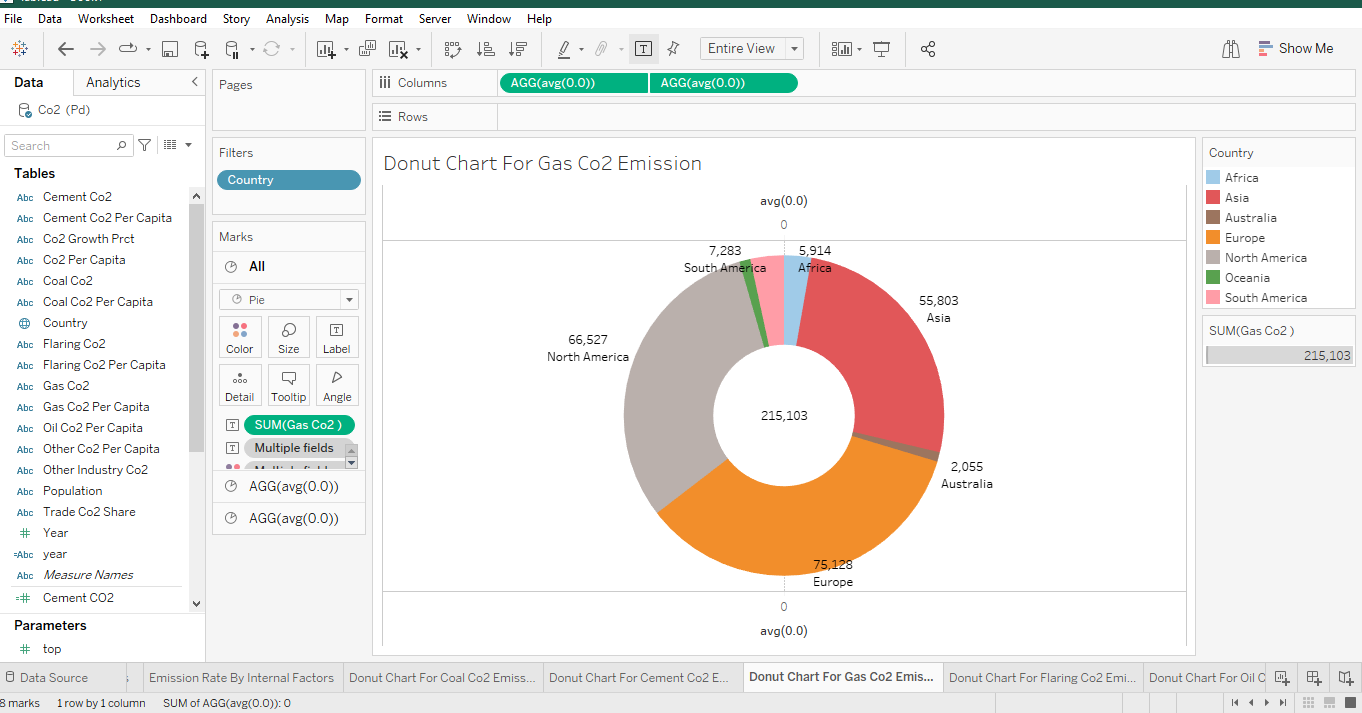 File Data Worksheet Dashboard Story Analysis Map Format Server Window Help
Entire View
Show Me
Data Analytics
Co2 (Pd)
Search
Tables
Abc Cement Co2
Abc Cement Co2 Per Capita
Abc Co2 Growth Prct
Abc Co2 Per Capita
Abc Coal Co2
Abc Coal Co2 Per Capita
Country
Abc Flaring Co2
Abc Flaring Co2 Per Capita
Abc Gas Co2
Abc Gas Co2 Per Capita
Abc Oil Co2 Per Capita
Abc Other Co2 Per Capita
Abc Other Industry Co2
Abc Population
Abc Trade Co2 Share
# Year
=Abc year
Abc Measure Names
=# Cement CO2
Parameters
# top
Pages
Filters
Country
Marks
All
Pie
Color Size Label
Detail Tooltip Angle
SUM(Gas Co2 )
Multiple fields
AGG(avg(0.0))
AGG(avg(0.0))
Columns AGG(avg(0.0)) AGG(avg(0.0))
Rows
Donut Chart For Gas Co2 Emission
avg(0.0)
0
7,283
South America
5,914
Africa
55,803
Asia
66,527
North America
215,103
2,055
Australia
75,128
Europe
0
avg(0.0)
Country
Africa
Asia
Australia
Europe
North America
Oceania
South America
SUM(Gas Co2 )
215,103
Data Source Emission Rate By Internal Factors Donut Chart For Coal Co2 Emiss... Donut Chart For Cement Co2 E... Donut Chart For Gas Co2 Emis... Donut Chart For Flaring Co2 Emi... Donut Chart For Oil C
8 marks 1 row by 1 column SUM of AGG(avg(0.0)): 0